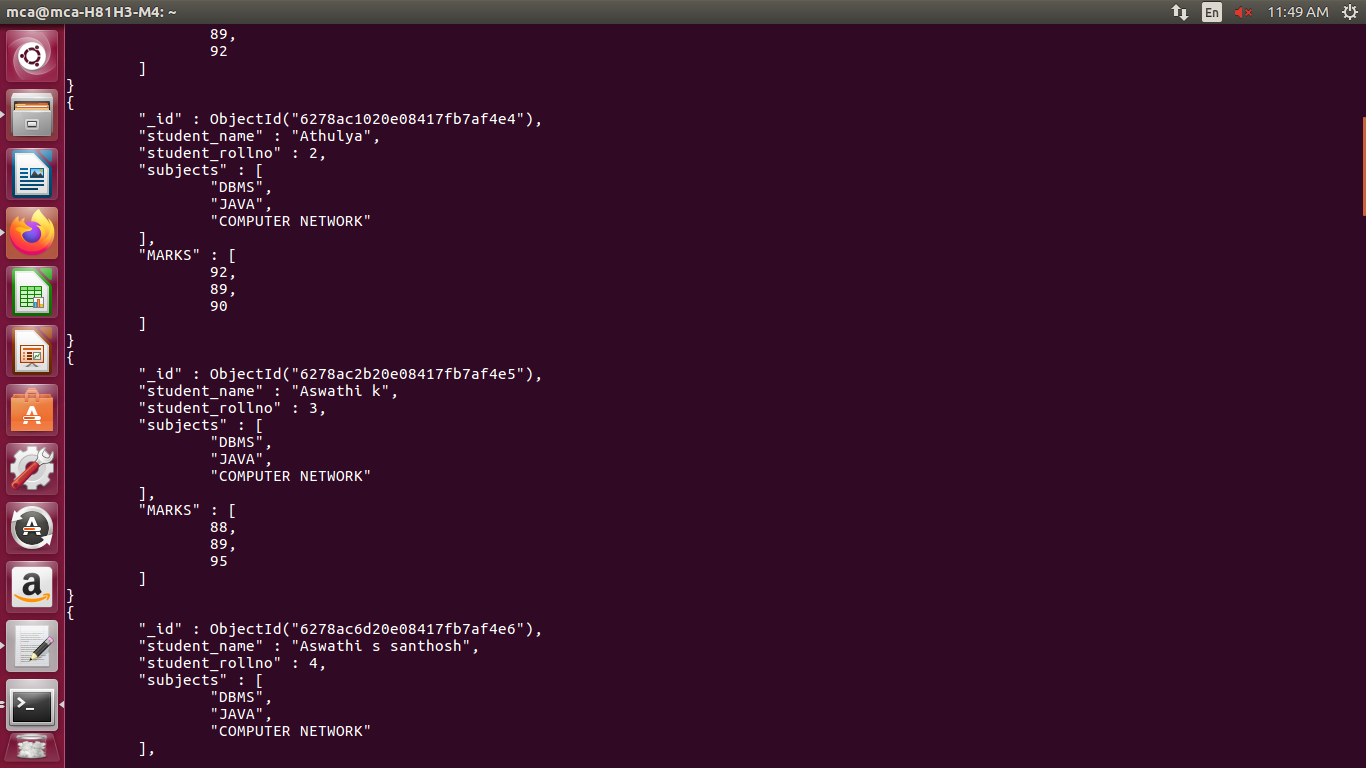 mca@mca-H81H3-M4: ~
En
11:49 AM
                89,
                92
        ]
}
{
        "_id" : ObjectId("6278ac1020e08417fb7af4e4"),
        "student_name" : "Athulya",
        "student_rollno" : 2,
        "subjects" : [
                "DBMS",
                "JAVA",
                "COMPUTER NETWORK"
        ],
        "MARKS" : [
                92,
                89,
                90
        ]
}
{
        "_id" : ObjectId("6278ac2b20e08417fb7af4e5"),
        "student_name" : "Aswathi k",
        "student_rollno" : 3,
        "subjects" : [
                "DBMS",
                "JAVA",
                "COMPUTER NETWORK"
        ],
        "MARKS" : [
                88,
                89,
                95
        ]
}
{
        "_id" : ObjectId("6278ac6d20e08417fb7af4e6"),
        "student_name" : "Aswathi s santhosh",
        "student_rollno" : 4,
        "subjects" : [
                "DBMS",
                "JAVA",
                "COMPUTER NETWORK"
        ],